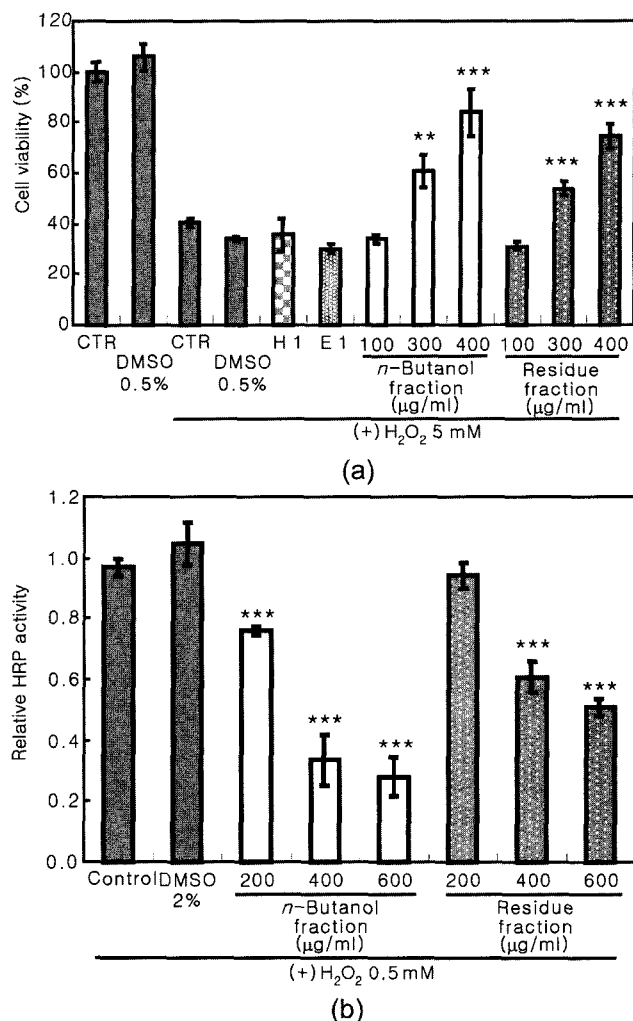 120
100
80
60
40
20
0
Cell viability (%)
**
***
***
***
CTR DMSO 0.5% CTR DMSO 0.5% H 1 E 1 100 300 400 100 300 400
n-Butanol fraction (μg/ml)
Residue fraction (μg/ml)
(+) H₂O₂ 5 mM
(a)
1.2
1.0
0.8
0.6
0.4
0.2
0.0
Relative HRP activity
***
***
***
***
***
Control DMSO 2% 200 400 600 200 400 600
n-Butanol fraction (μg/ml)
Residue fraction (μg/ml)
(+) H₂O₂ 0.5 mM
(b)